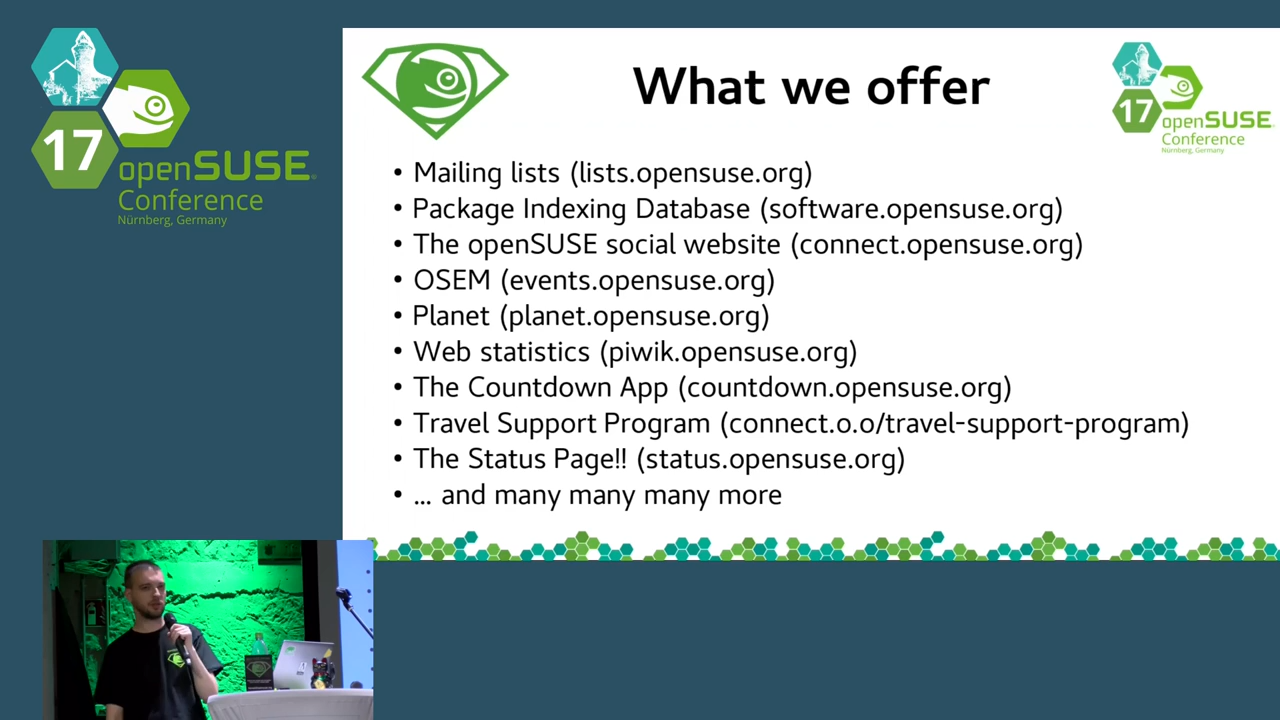 17
openSUSE
Conference
Nürnberg, Germany
What we offer
17
openSUSE
Conference
Nürnberg, Germany
• Mailing lists (lists.opensuse.org)
• Package Indexing Database (software.opensuse.org)
• The openSUSE social website (connect.opensuse.org)
• OSEM (events.opensuse.org)
• Planet (planet.opensuse.org)
• Web statistics (piwik.opensuse.org)
• The Countdown App (countdown.opensuse.org)
• Travel Support Program (connect.o.o/travel-support-program)
• The Status Page!! (status.opensuse.org)
• ... and many many many more